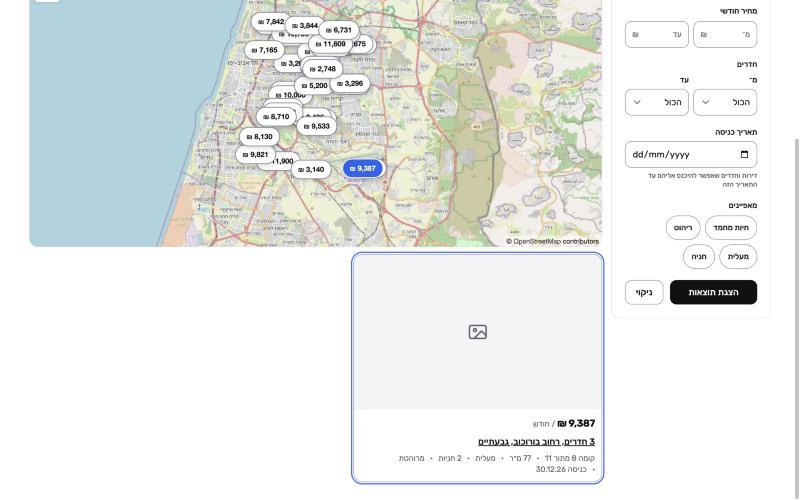 מחיר חודשי
מ־ ₪
עד ₪
חדרים
מ־
עד
הכול
הכול
תאריך כניסה
dd/mm/yyyy
דירות וחדרים שאפשר להיכנס אליהם עד
התאריך הזה
מאפיינים
חיות מחמד
ריהוט
מעלית
חניה
הצגת תוצאות
ניקוי
7,842 ₪
3,844 ₪
6,731 ₪
11,609 ₪
7,165 ₪
2,748 ₪
5,200 ₪
3,296 ₪
8,710 ₪
9,533 ₪
8,130 ₪
9,821 ₪
3,140 ₪
9,387 ₪
© OpenStreetMap contributors
9,387 ₪ / חודש
3 חדרים, רחוב בורוכוב, גבעתיים
קומה 8 מתוך 11 • 77 מ״ר • מעלית • 2 חניות • מרוהטת
• כניסה 30.12.26